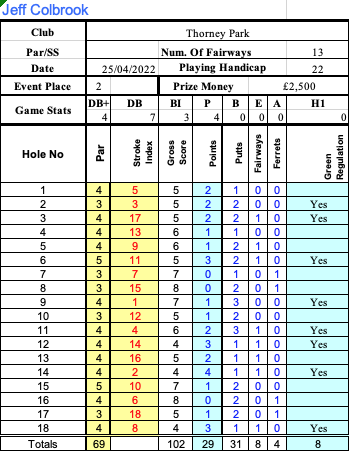 Jeff Colbrook
Club Thorney Park
Par/SS Num. Of Fairways 13
Date 25/04/2022 Playing Handicap 22
Event Place 2 Prize Money £2,500
Game Stats DB+ DB BI P B E A H1
4 7 3 4 0 0 0 0
Hole No Par Stroke Index Gross Score Points Putts Fairways Ferrets Green Regulation
1 4 5 5 2 1 0 0
2 3 3 5 2 2 0 0 Yes
3 4 17 5 2 2 0 0 Yes
4 4 13 6 1 1 1 0
5 4 9 6 1 2 1 0
6 5 11 5 3 2 1 0 Yes
7 3 7 7 0 1 0 1
8 3 15 8 0 2 0 1
9 4 1 7 1 3 0 0 Yes
10 3 12 5 1 2 0 1
11 4 4 6 2 3 1 0 Yes
12 4 14 4 3 1 1 0 Yes
13 4 16 5 2 1 1 0
14 4 2 4 4 1 1 0 Yes
15 5 10 7 1 2 0 0
16 4 6 8 0 2 0 1
17 3 18 5 1 2 0 1
18 4 8 4 3 1 1 0 Yes
Totals 69 102 29 31 8 4 8